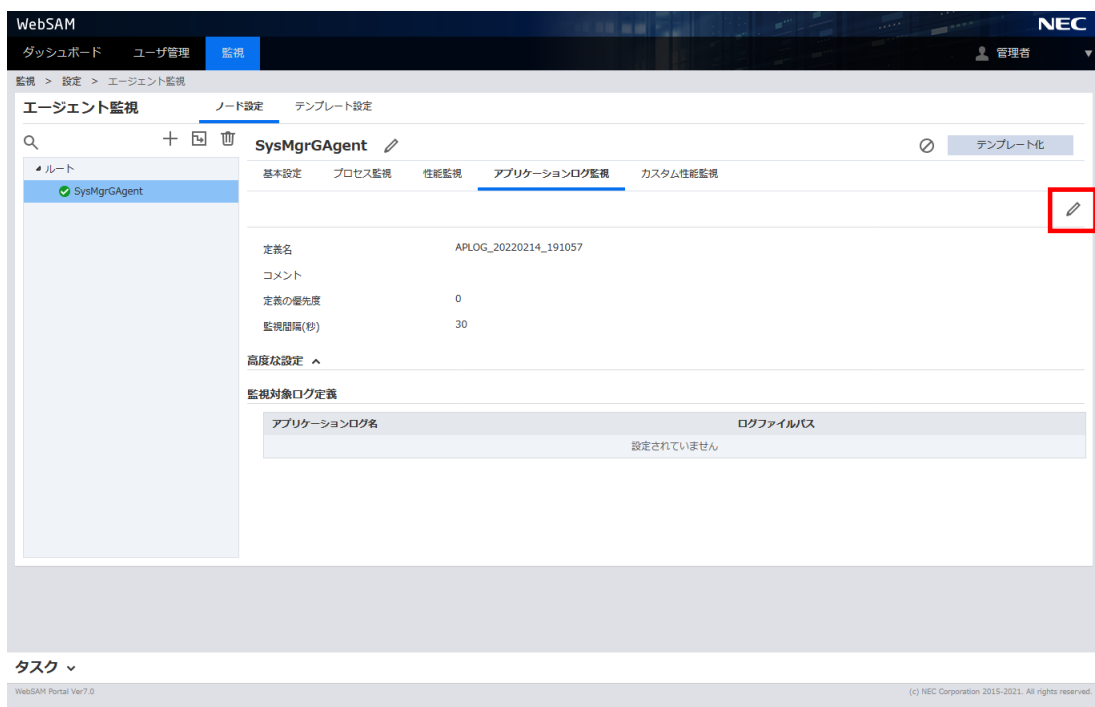 WebSAM NEC
ダッシュボード ユーザ管理 監視 管理者
監視 > 設定 > エージェント監視
エージェント監視 ノード設定 テンプレート設定
SysMgrGAgent テンプレート化
ルート
基本設定 プロセス監視 性能監視 アプリケーションログ監視 カスタム性能監視
SysMgrGAgent
定義名 APLOG_20220214_191057
コメント
定義の優先度 0
監視間隔(秒) 30
高度な設定
監視対象ログ定義
アプリケーションログ名 ログファイルパス
設定されていません
タスク
WebSAM Portal Ver7.0 (c) NEC Corporation 2015-2021. All rights reserved.